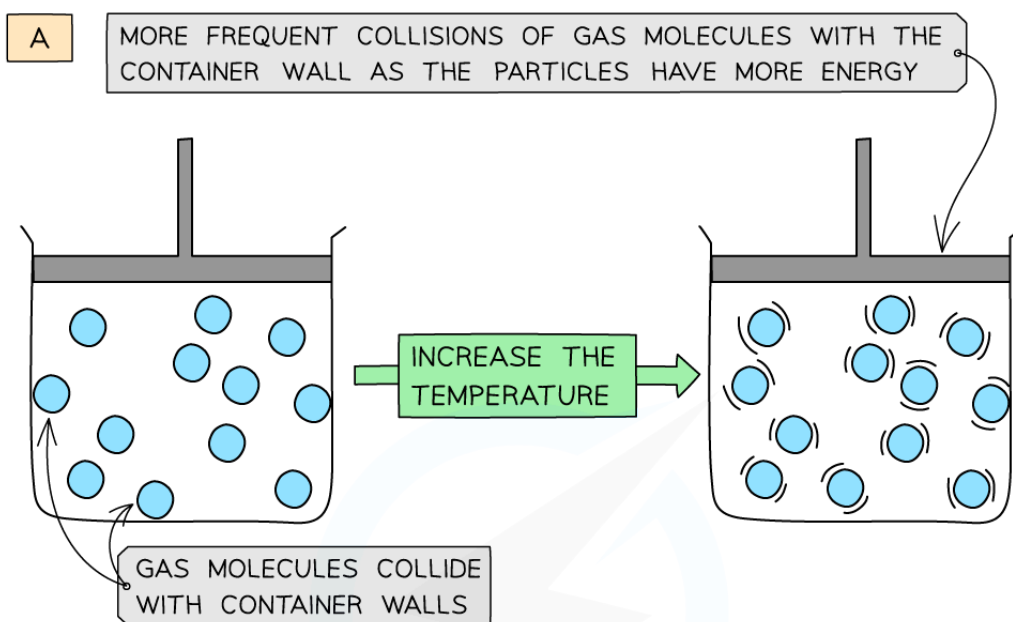 A
MORE FREQUENT COLLISIONS OF GAS MOLECULES WITH THE
CONTAINER WALL AS THE PARTICLES HAVE MORE ENERGY
INCREASE THE
TEMPERATURE
GAS MOLECULES COLLIDE
WITH CONTAINER WALLS